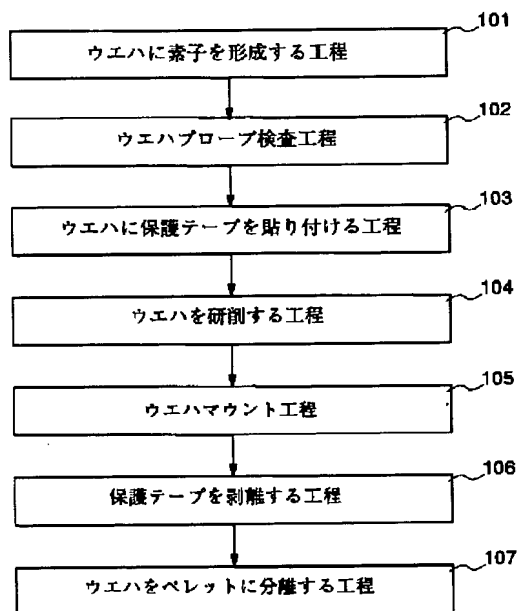 101
ウエハに素子を形成する工程
102
ウエハプローブ検査工程
103
ウエハに保護テープを貼り付ける工程
104
ウエハを研削する工程
105
ウエハマウント工程
106
保護テープを剥離する工程
107
ウエハをペレットに分離する工程